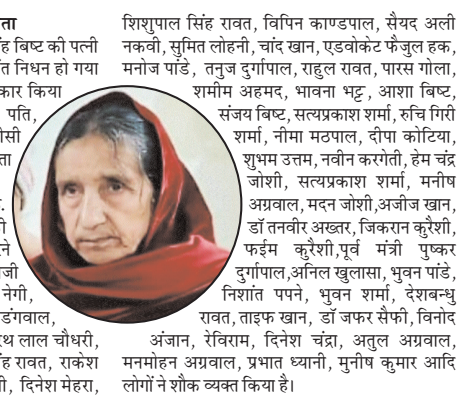 ता
ंह बिष्ट की पत्नी
ंत निधन हो गया
कार किया
पति,
ीसी
ता
.
ी
रने
जी
नेगी,
डंगवाल,
रथ लाल चौधरी,
ंह रावत, राकेश
ी, दिनेश मेहरा,
शिशुपाल सिंह रावत, विपिन काण्डपाल, सैयद अली
नकवी, सुमित लोहनी, चांद खान, एडवोकेट फैजुल हक,
मनोज पांडे, तनुज दुर्गापाल, राहुल रावत, पारस गोला,
शमीम अहमद, भावना भट्ट, आशा बिष्ट,
संजय बिष्ट, सत्यप्रकाश शर्मा, रुचि गिरी
शर्मा, नीमा मठपाल, दीपा कोटिया,
शुभम उत्तम, नवीन करगेती, हेम चंद्र
जोशी, सत्यप्रकाश शर्मा, मनीष
अग्रवाल, मदन जोशी,अजीज खान,
डॉ तनवीर अख्तर, जिकरान कुरैशी,
फईम कुरैशी,पूर्व मंत्री पुष्कर
दुर्गापाल,अनिल खुलासा, भुवन पांडे,
निशांत पपने, भुवन शर्मा, देशबन्धु
रावत, ताइफ खान, डॉ जफर सैफी, विनोद
अंजान, रेविराम, दिनेश चंद्रा, अतुल अग्रवाल,
मनमोहन अग्रवाल, प्रभात ध्यानी, मुनीष कुमार आदि
लोगों ने शौक व्यक्त किया है।